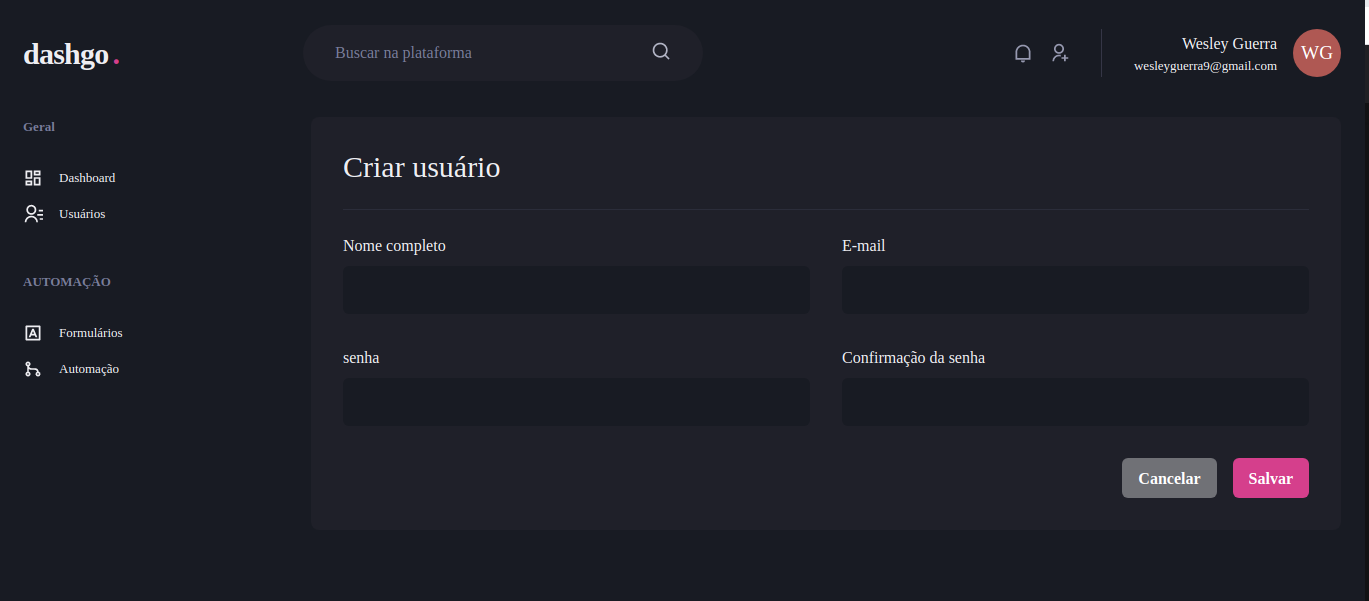 dashgo.
Buscar na plataforma
Wesley Guerra
wesleyguerra9@gmail.com
WG
Geral
Dashboard
Usuários
AUTOMAÇÃO
Formulários
Automação
Criar usuário
Nome completo
E-mail
senha
Confirmação da senha
Cancelar
Salvar